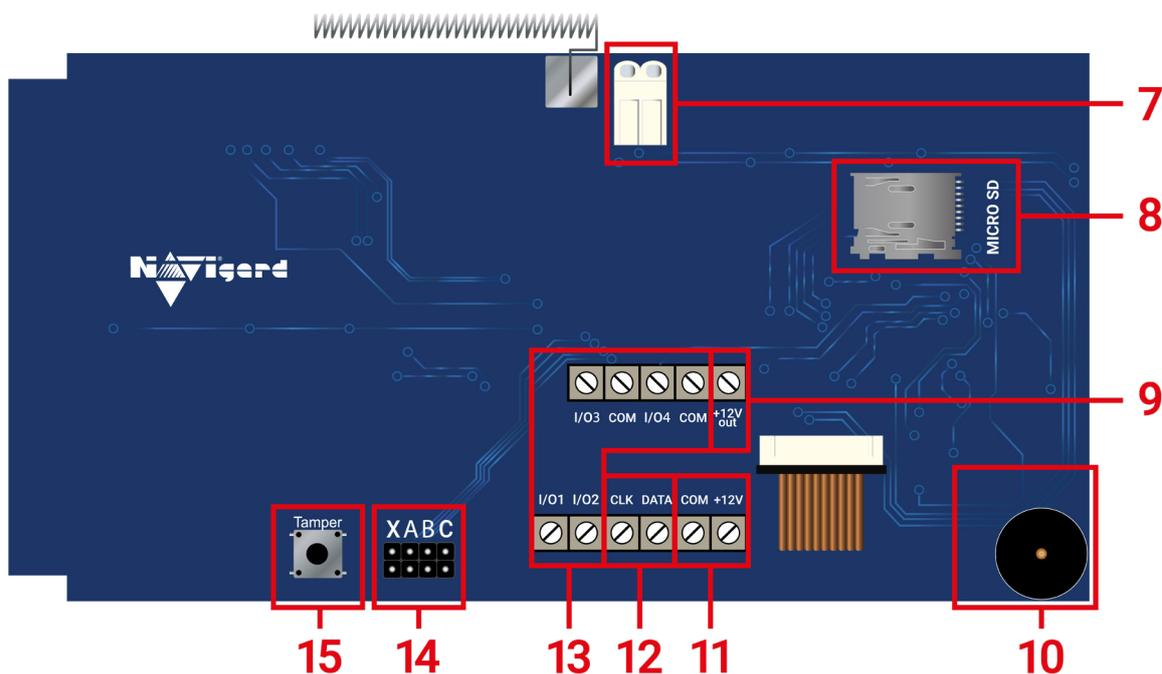 7
8
MICRO SD
NAVIgard
9
I/O3 COM I/O4 COM +12V out
I/O1 I/O2 CLK DATA COM +12V
Tamper
XABC
15 14 13 12 11 10